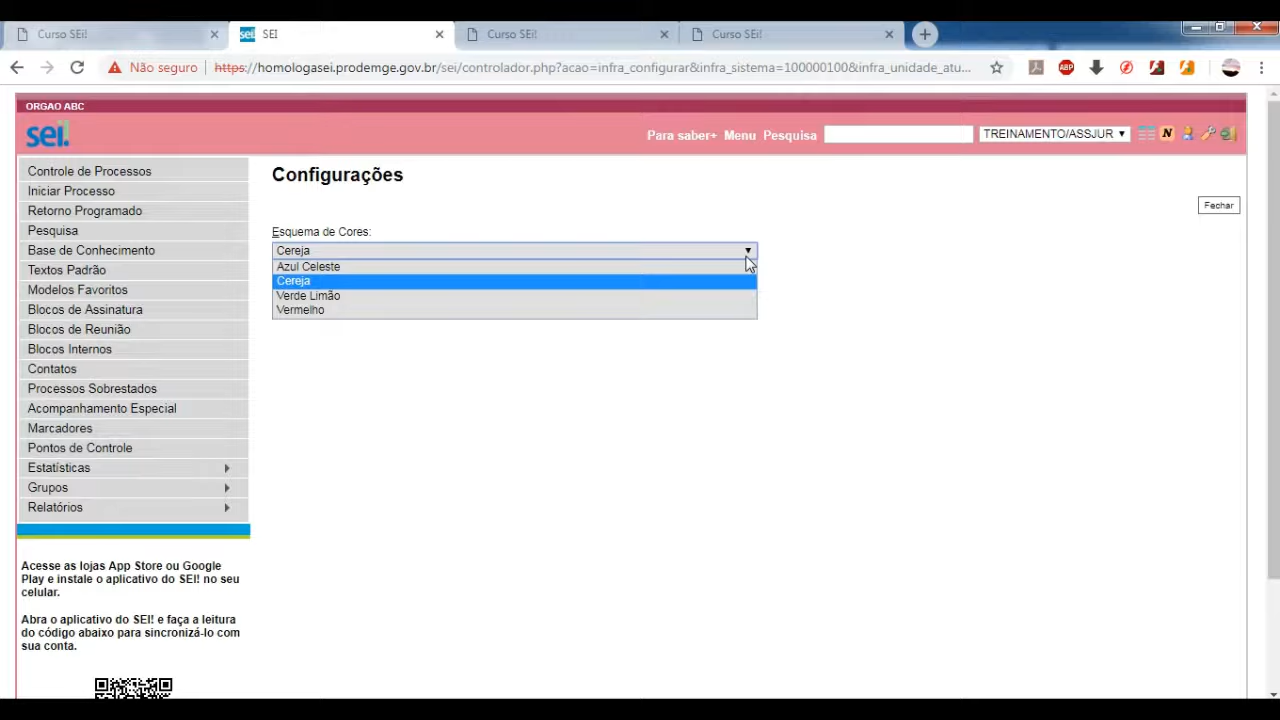 Curso SEi!
SEI
Curso SEi!
Curso SEi!
Não seguro
https://homologasei.prodemge.gov.br/sei/controlador.php?acao=infra_configurar&infra_sistema=100000100&infra_unidade_atu...
ABP
ORGAO ABC
sei!
Para saber+ Menu Pesquisa
TREINAMENTO/ASSJUR
N
Controle de Processos
Iniciar Processo
Retorno Programado
Pesquisa
Base de Conhecimento
Textos Padrão
Modelos Favoritos
Blocos de Assinatura
Blocos de Reunião
Blocos Internos
Contatos
Processos Sobrestados
Acompanhamento Especial
Marcadores
Pontos de Controle
Estatísticas
Grupos
Relatórios
Acesse as lojas App Store ou Google
Play e instale o aplicativo do SEI! no seu
celular.
Abra o aplicativo do SEI! e faça a leitura
do código abaixo para sincronizá-lo com
sua conta.
Configurações
Fechar
Esquema de Cores:
Cereja
Azul Celeste
Cereja
Verde Limão
Vermelho